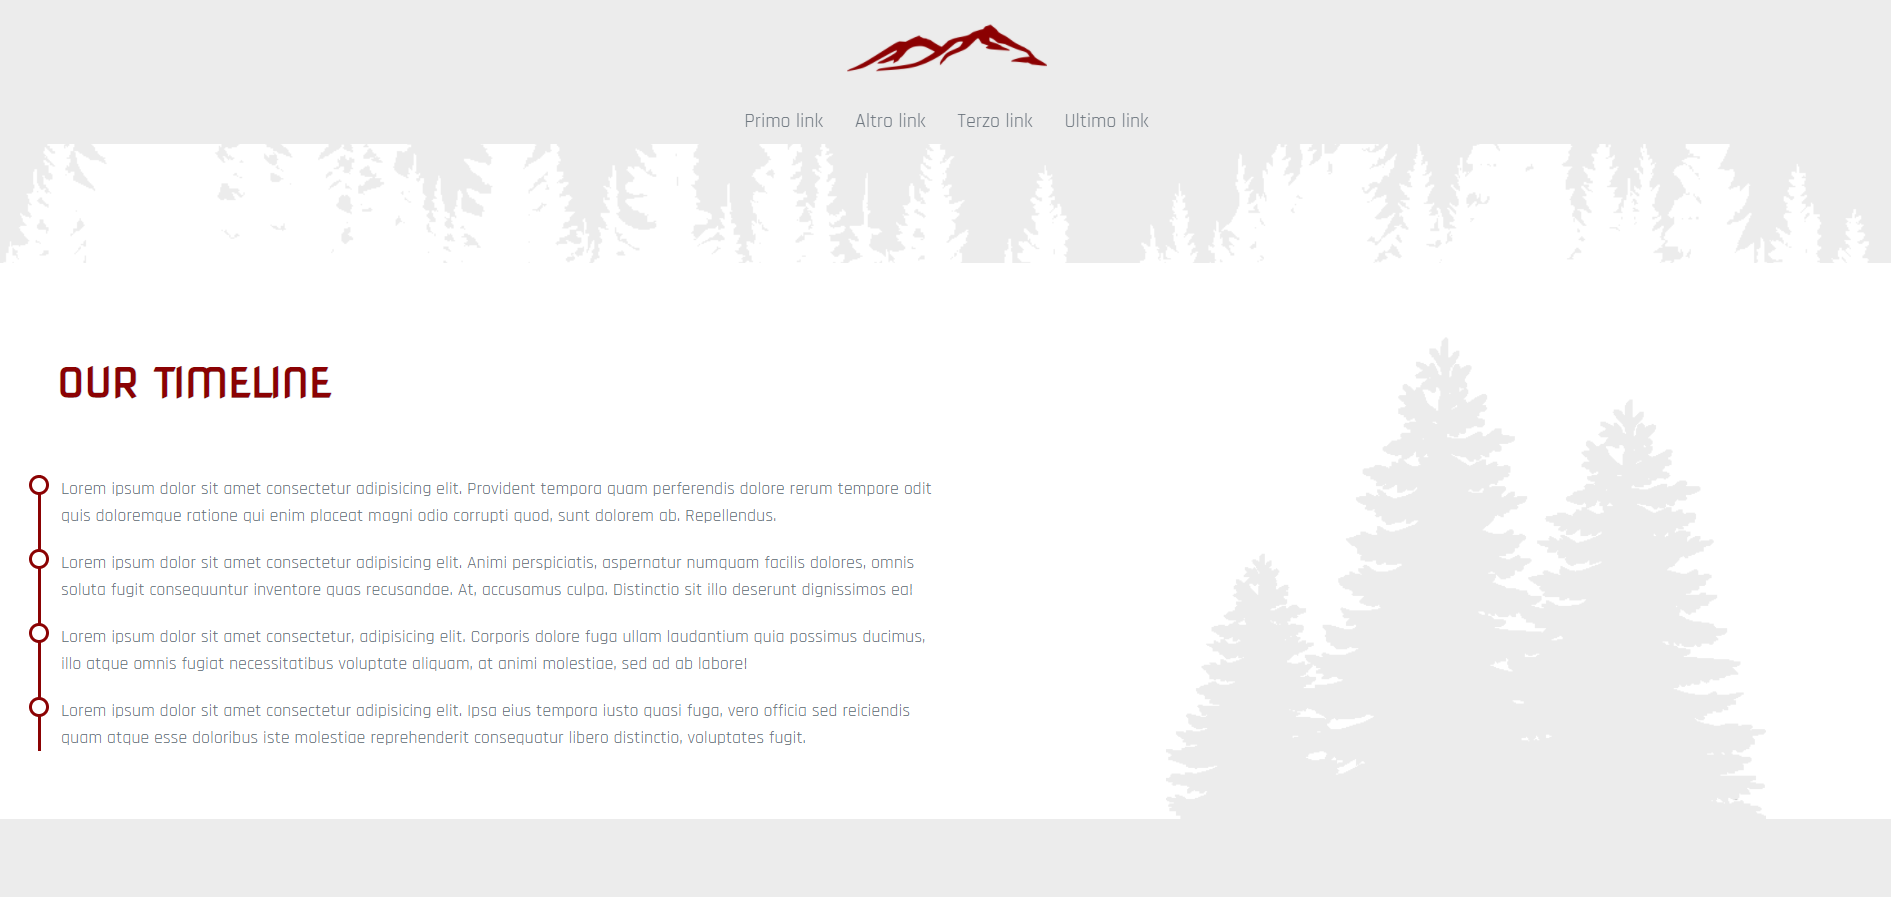 Primo link Altro link Terzo link Ultimo link
OUR TIMELINE
Lorem ipsum dolor sit amet consectetur adipisicing elit. Provident tempora quam perferendis dolore rerum tempore odit
quis doloremque ratione qui enim placeat magni odio corrupti quod, sunt dolorem ab. Repellendus.
Lorem ipsum dolor sit amet consectetur adipisicing elit. Animi perspiciatis, aspernatur numquam facilis dolores, omnis
soluta fugit consequuntur inventore quas recusandae. At, accusamus culpa. Distinctio sit illo deserunt dignissimos ea!
Lorem ipsum dolor sit amet consectetur, adipisicing elit. Corporis dolore fuga ullam laudantium quia possimus ducimus,
illo atque omnis fugiat necessitatibus voluptate aliquam, at animi molestiae, sed ad ab labore!
Lorem ipsum dolor sit amet consectetur adipisicing elit. Ipsa eius tempora iusto quasi fuga, vero officia sed reiciendis
quam atque esse doloribus iste molestiae reprehenderit consequatur libero distinctio, voluptates fugit.